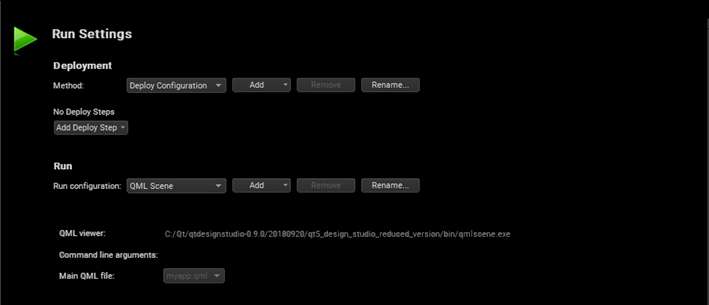 Run Settings
Deployment
Method: Deploy Configuration Add Remove Rename...
No Deploy Steps
Add Deploy Step
Run
Run configuration: QML Scene Add Remove Rename...
QML viewer: C:/Qt/qtdesignstudio-0.9.0/20180920/qt5_design_studio_reduced_version/bin/qmlscene.exe
Command line arguments:
Main QML file: myapp.qml